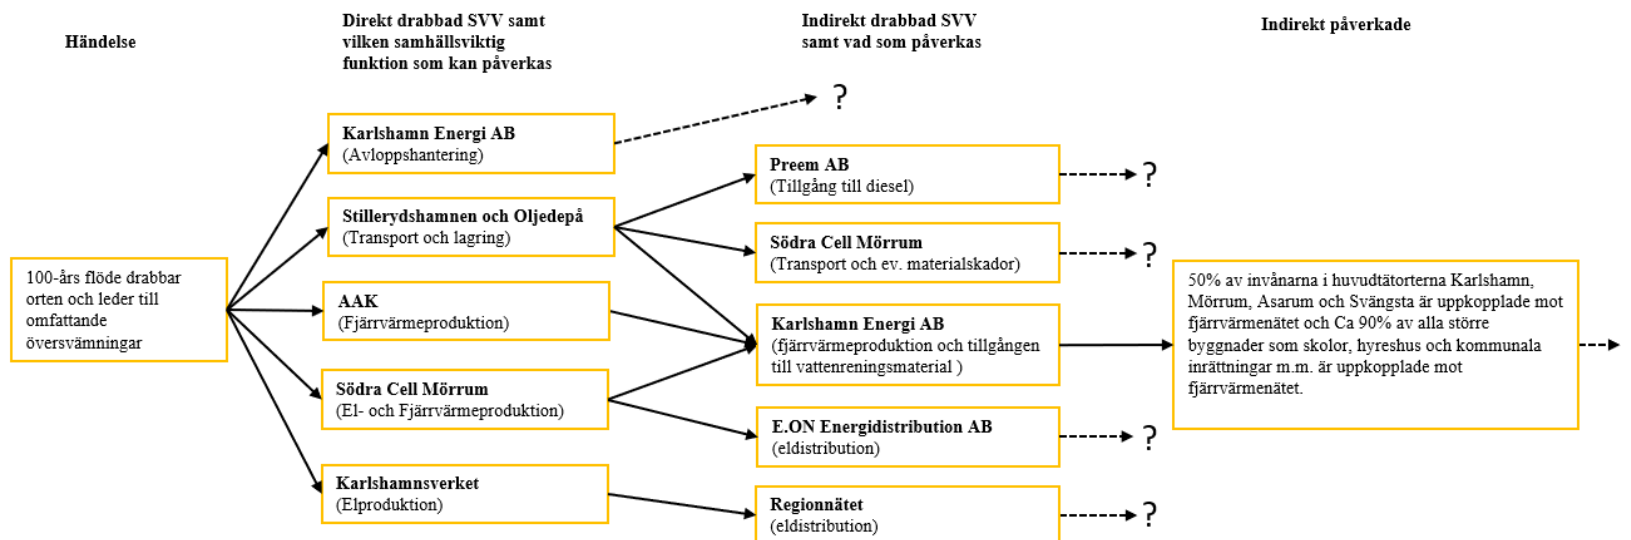 Händelse
Direkt drabbad SVV samt
vilken samhällsviktig
funktion som kan påverkas
Indirekt drabbad SVV
samt vad som påverkas
Indirekt påverkade
100-års flöde drabbar
orten och leder till
omfattande
översvämningar
Karlshamn Energi AB
(Avloppshantering)
?
Stillerydshamnen och Oljedepå
(Transport och lagring)
AAK
(Fjärrvärmeproduktion)
Södra Cell Mörrum
(El- och Fjärrvärmeproduktion)
Karlshamnsverket
(Elproduktion)
Preem AB
(Tillgång till diesel)
?
Södra Cell Mörrum
(Transport och ev. materialskador)
?
Karlshamn Energi AB
(fjärrvärmeproduktion och tillgången
till vattenreningsmaterial )
E.ON Energidistribution AB
(eldistribution)
?
Regionnätet
(eldistribution)
?
50% av invånarna i huvudtätorterna Karlshamn,
Mörrum, Asarum och Svängsta är uppkopplade mot
fjärrvärmenätet och Ca 90% av alla större
byggnader som skolor, hyreshus och kommunala
inrättningar m.m. är uppkopplade mot
fjärrvärmenätet.